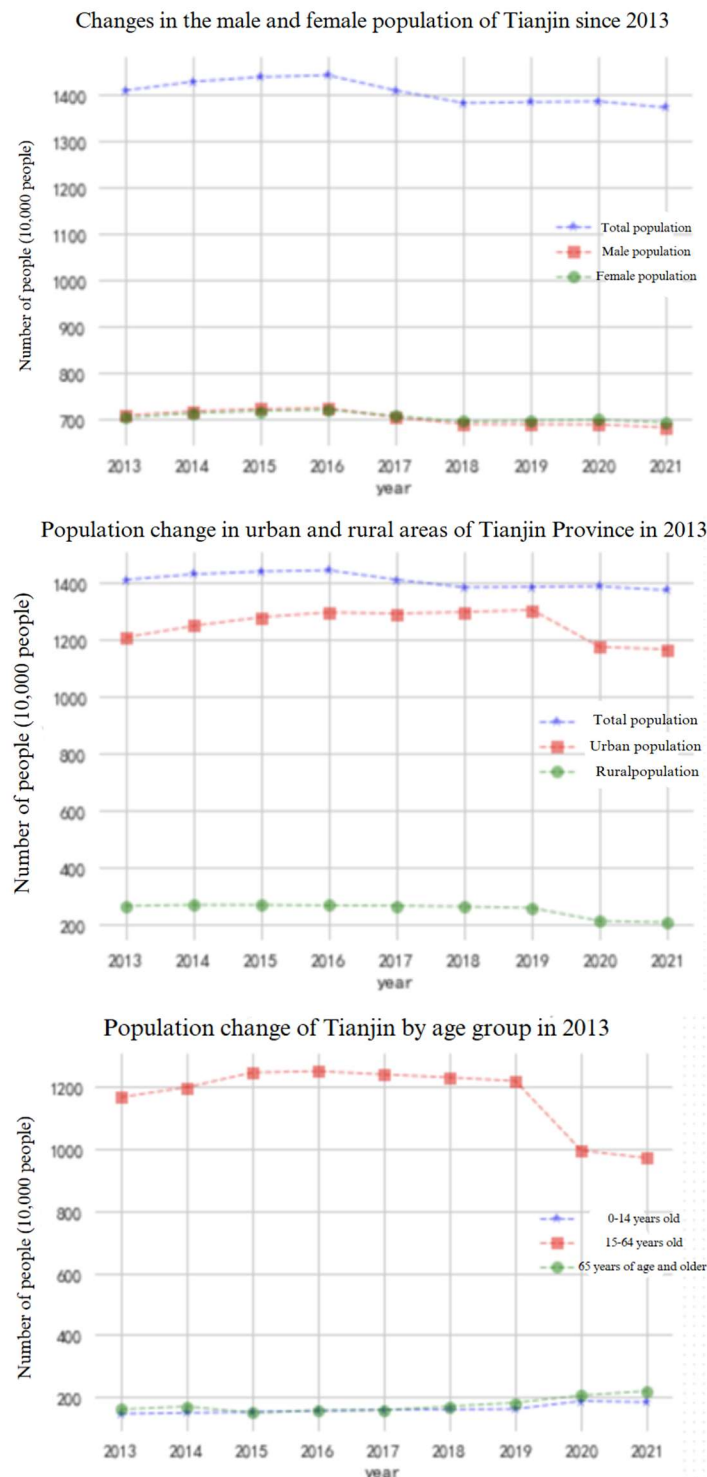 Changes in the male and female population of Tianjin since 2013
Number of people (10,000 people)
1400
1300
1200
1100
1000
900
800
700
Total population
Male population
Female population
2013 2014 2015 2016 2017 2018 2019 2020 2021
year
Population change in urban and rural areas of Tianjin Province in 2013
Number of people (10,000 people)
1400
1200
1000
800
600
400
200
Total population
Urban population
Ruralpopulation
2013 2014 2015 2016 2017 2018 2019 2020 2021
year
Population change of Tianjin by age group in 2013
Number of people (10,000 people)
1200
1000
800
600
400
200
0-14 years old
15-64 years old
65 years of age and older
2013 2014 2015 2016 2017 2018 2019 2020 2021
year